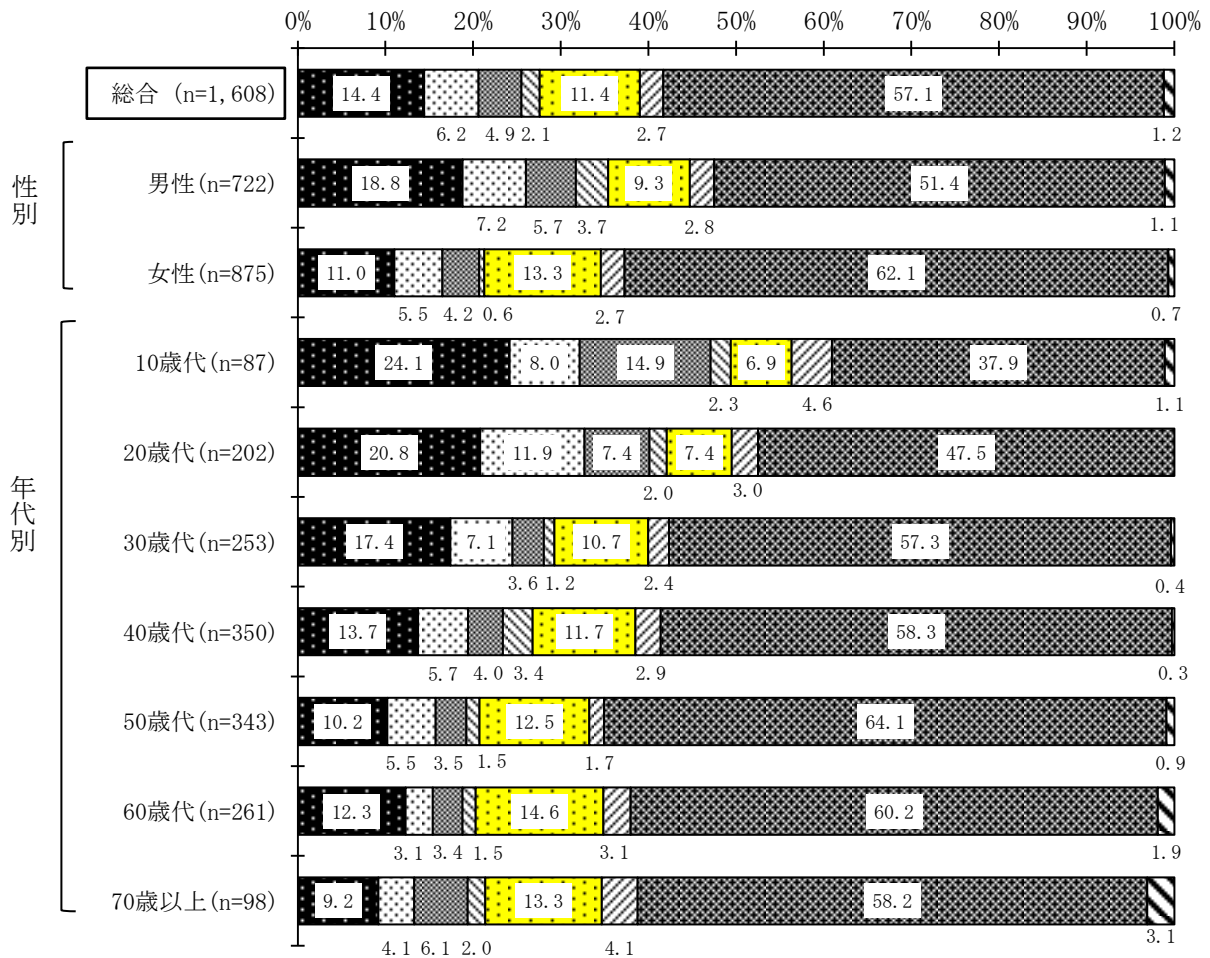 0% 10% 20% 30% 40% 50% 60% 70% 80% 90% 100%
総合 (n=1,608) 14.4 11.4 57.1
6.2 4.9 2.1 2.7 1.2
性別
男性(n=722) 18.8 9.3 51.4
7.2 5.7 3.7 2.8 1.1
女性(n=875) 11.0 13.3 62.1
5.5 4.2 0.6 2.7 0.7
年代別
10歳代(n=87) 24.1 8.0 14.9 6.9 37.9
2.3 4.6 1.1
20歳代(n=202) 20.8 11.9 7.4 7.4 47.5
2.0 3.0
30歳代(n=253) 17.4 7.1 10.7 57.3
3.6 1.2 2.4 0.4
40歳代(n=350) 13.7 11.7 58.3
5.7 4.0 3.4 2.9 0.3
50歳代(n=343) 10.2 12.5 64.1
5.5 3.5 1.5 1.7 0.9
60歳代(n=261) 12.3 14.6 60.2
3.1 3.4 1.5 3.1 1.9
70歳以上(n=98) 9.2 13.3 58.2
4.1 6.1 2.0 4.1 3.1